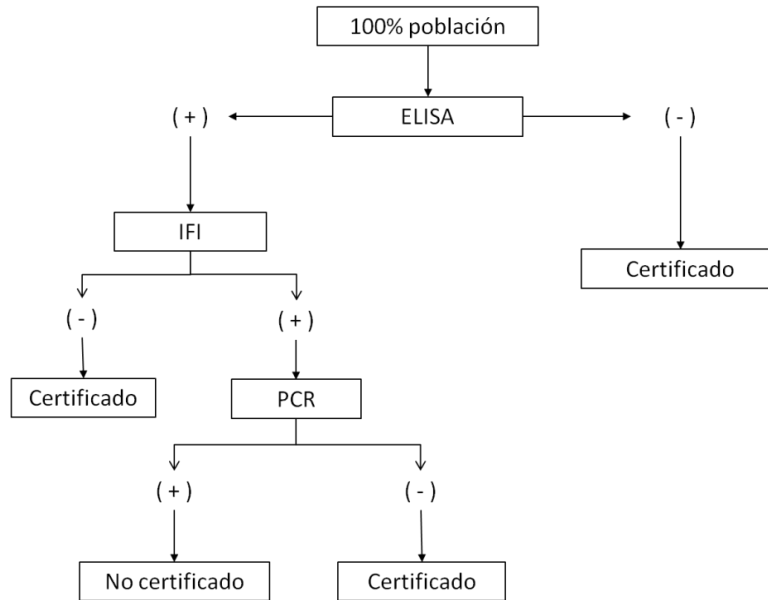 100% población
( + )
ELISA
( - )
IFI
Certificado
( - )
( + )
Certificado
PCR
( + )
( - )
No certificado
Certificado